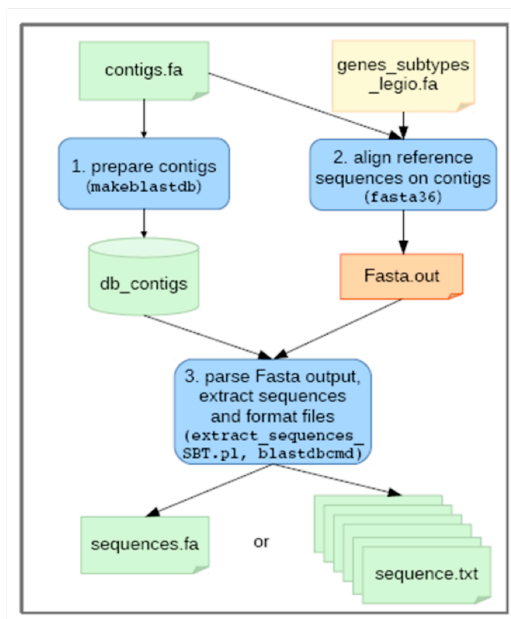 contigs.fa
genes_subtypes
_legio.fa
1. prepare contigs
(makeblastdb)
2. align reference
sequences on contigs
(fasta36)
db_contigs
Fasta.out
3. parse Fasta output,
extract sequences
and format files
(extract_sequences_
SBT.pl, blastdbcmd)
sequences.fa
or
sequence.txt